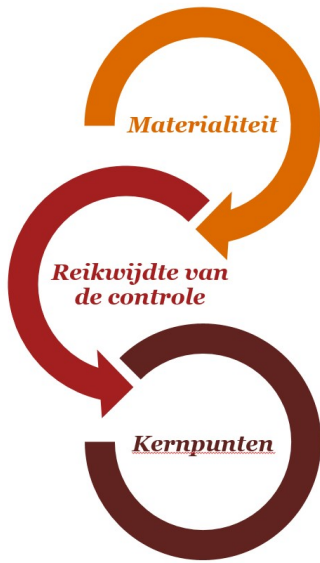 Materialiteit
Reikwijdte van
de controle
Kernpunten